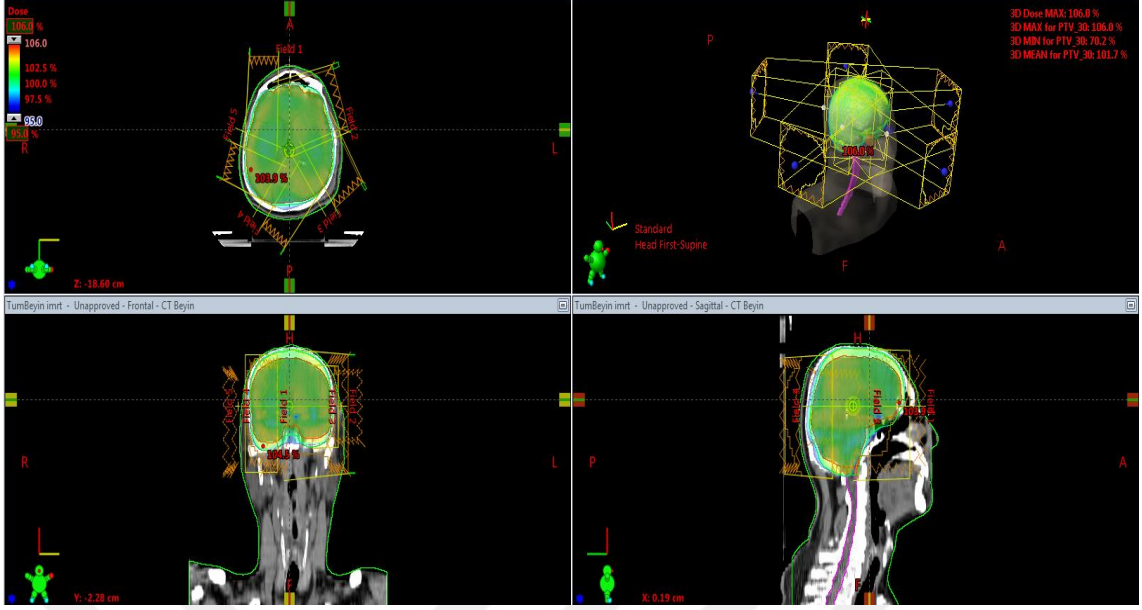 Dose
106.0 %
106.0
102.5 %
100.0 %
97.5 %
95.0
95.0 %
A
Field 1
Field 5
Field 2
R
L
103.9 %
Field 4
Field 3
P
Z: -18.60 cm
3D Dose MAX: 106.0 %
3D MAX for PTV_30: 106.0 %
3D MIN for PTV_30: 70.2 %
3D MEAN for PTV_30: 101.7 %
P
106.0 %
Standard
Head First-Supine
A
F
TumBeyin imrt - Unapproved - Frontal - CT Beyin
H
Field 4
Field 1
Field 3
Field 2
104.5 %
R
L
F
Y: -2.28 cm
TumBeyin imrt - Unapproved - Sagittal - CT Beyin
H
P
A
F
X: 0.19 cm